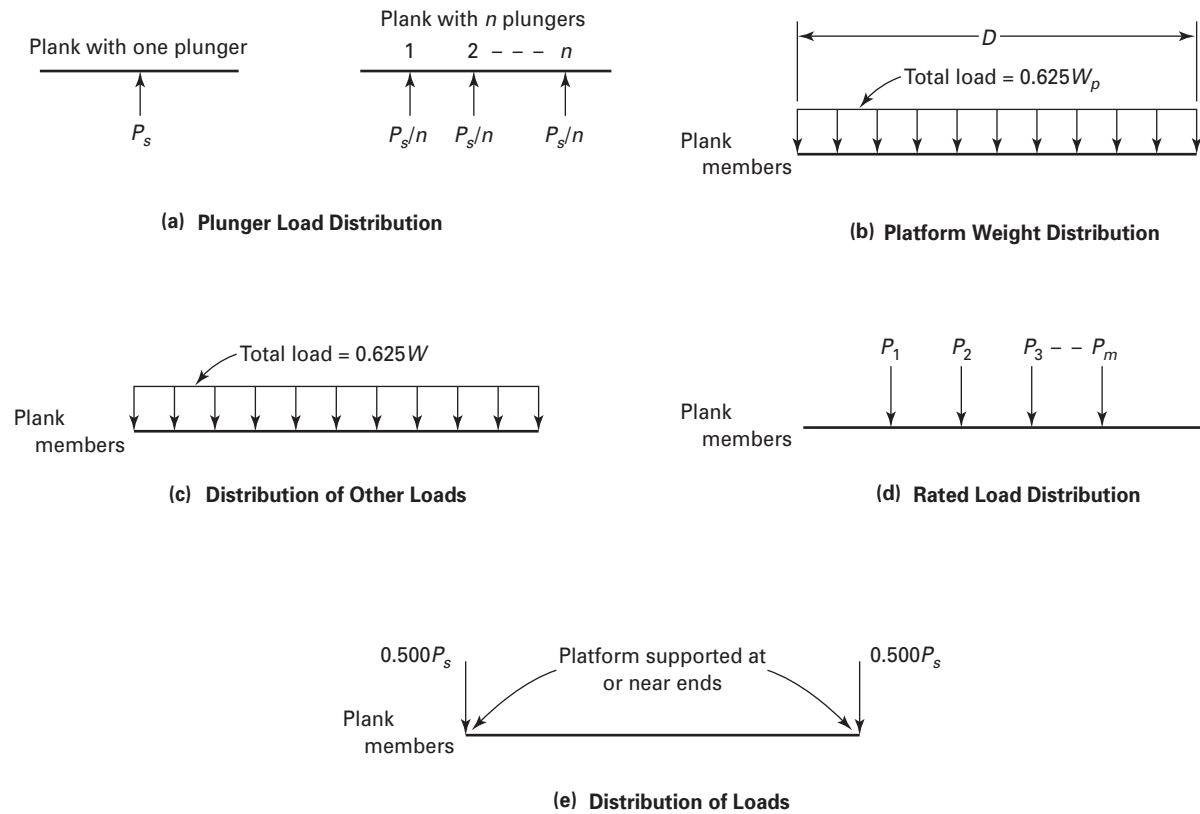 Plank with one plunger
P_s
Plank with n plungers
1 2 – – – n
P_s/n P_s/n P_s/n
(a) Plunger Load Distribution
D
Total load = 0.625W_p
Plank
members
(b) Platform Weight Distribution
Total load = 0.625W
Plank
members
(c) Distribution of Other Loads
P_1 P_2 P_3 – – P_m
Plank
members
(d) Rated Load Distribution
0.500P_s
Platform supported at
or near ends
0.500P_s
Plank
members
(e) Distribution of Loads